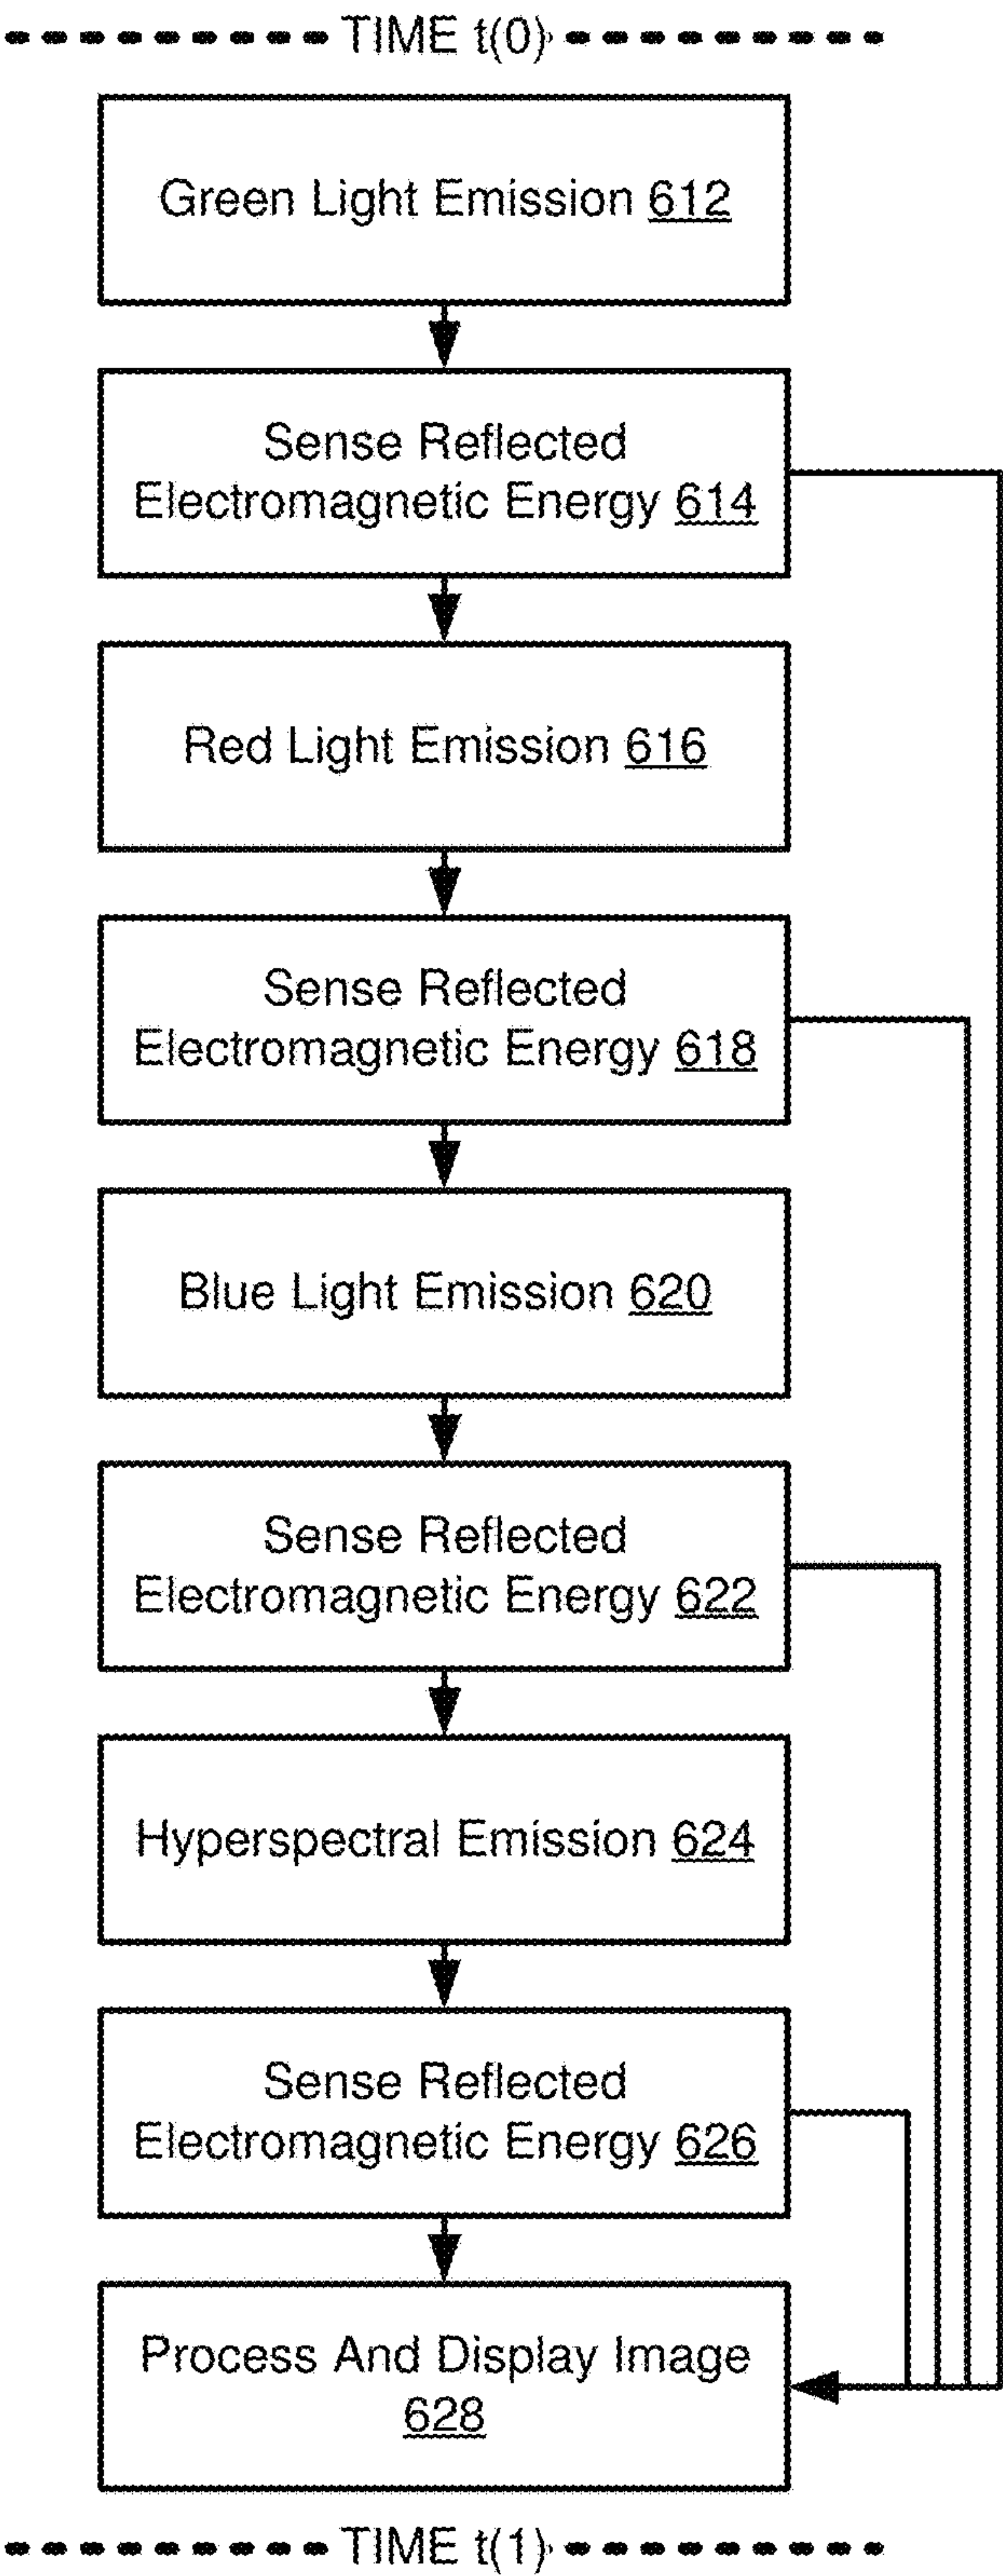 TIME t(0)
Green Light Emission 612
Sense Reflected
Electromagnetic Energy 614
Red Light Emission 616
Sense Reflected
Electromagnetic Energy 618
Blue Light Emission 620
Sense Reflected
Electromagnetic Energy 622
Hyperspectral Emission 624
Sense Reflected
Electromagnetic Energy 626
Process And Display Image
628
TIME t(1)